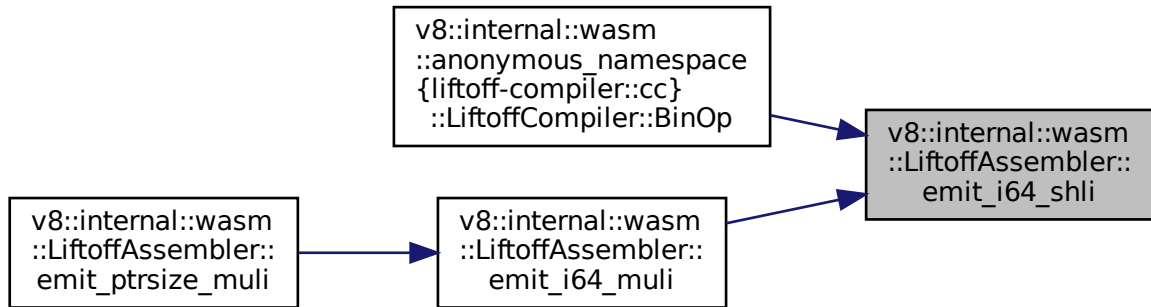 v8::internal::wasm
::anonymous_namespace
{liftoff-compiler::cc}
::LiftoffCompiler::BinOp
v8::internal::wasm
::LiftoffAssembler::
emit_i64_shli
v8::internal::wasm
::LiftoffAssembler::
emit_ptrsize_muli
v8::internal::wasm
::LiftoffAssembler::
emit_i64_muli